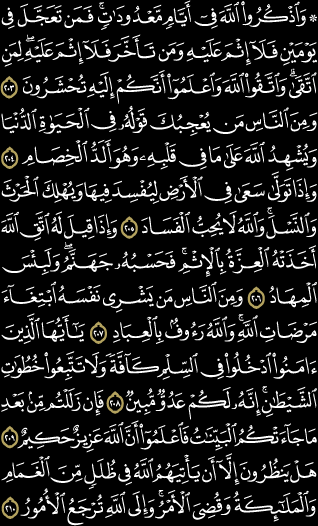 ۞ وَٱذْكُرُوا۟ ٱللَّهَ فِىٓ أَيَّامٍ مَّعْدُودَٰتٍ ۚ فَمَن تَعَجَّلَ فِى
يَوْمَيْنِ فَلَآ إِثْمَ عَلَيْهِ وَمَن تَأَخَّرَ فَلَآ إِثْمَ عَلَيْهِ ۚ لِمَنِ
ٱتَّقَىٰ ۗ وَٱتَّقُوا۟ ٱللَّهَ وَٱعْلَمُوٓا۟ أَنَّكُمْ إِلَيْهِ تُحْشَرُونَ ٢٠٣
وَمِنَ ٱلنَّاسِ مَن يُعْجِبُكَ قَوْلُهُۥ فِى ٱلْحَيَوٰةِ ٱلدُّنْيَا
وَيُشْهِدُ ٱللَّهَ عَلَىٰ مَا فِى قَلْبِهِۦ وَهُوَ أَلَدُّ ٱلْخِصَامِ ٢٠٤
وَإِذَا تَوَلَّىٰ سَعَىٰ فِى ٱلْأَرْضِ لِيُفْسِدَ فِيهَا وَيُهْلِكَ ٱلْحَرْثَ
وَٱلنَّسْلَ ۗ وَٱللَّهُ لَا يُحِبُّ ٱلْفَسَادَ ٢٠٥ وَإِذَا قِيلَ لَهُ ٱتَّقِ ٱللَّهَ
أَخَذَتْهُ ٱلْعِزَّةُ بِٱلْإِثْمِ ۚ فَحَسْبُهُۥ جَهَنَّمُ ۚ وَلَبِئْسَ
ٱلْمِهَادُ ٢٠٦ وَمِنَ ٱلنَّاسِ مَن يَشْرِى نَفْسَهُ ٱبْتِغَآءَ
مَرْضَاتِ ٱللَّهِ ۗ وَٱللَّهُ رَءُوفٌۢ بِٱلْعِبَادِ ٢٠٧ يَٰٓأَيُّهَا ٱلَّذِينَ
ءَامَنُوا۟ ٱدْخُلُوا۟ فِى ٱلسِّلْمِ كَآفَّةً وَلَا تَتَّبِعُوا۟ خُطُوَٰتِ
ٱلشَّيْطَٰنِ ۚ إِنَّهُۥ لَكُمْ عَدُوٌّ مُّبِينٌ ٢٠٨ فَإِن زَلَلْتُم مِّنۢ بَعْدِ
مَا جَآءَتْكُمُ ٱلْبَيِّنَٰتُ فَٱعْلَمُوٓا۟ أَنَّ ٱللَّهَ عَزِيزٌ حَكِيمٌ ٢٠٩
هَلْ يَنظُرُونَ إِلَّآ أَن يَأْتِيَهُمُ ٱللَّهُ فِى ظُلَلٍ مِّنَ ٱلْغَمَامِ
وَٱلْمَلَٰٓئِكَةُ وَقُضِىَ ٱلْأَمْرُ ۚ وَإِلَى ٱللَّهِ تُرْجَعُ ٱلْأُمُورُ ٢١٠